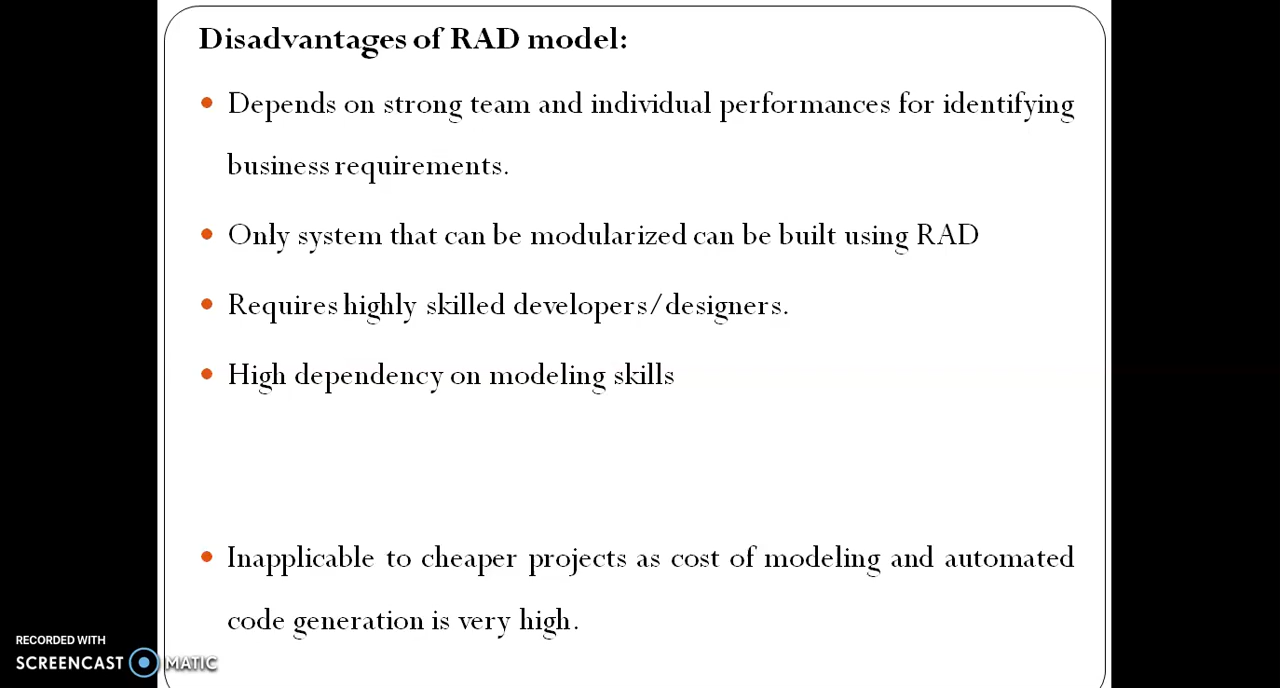 Disadvantages of RAD model:
• Depends on strong team and individual performances for identifying
business requirements.
• Only system that can be modularized can be built using RAD
• Requires highly skilled developers/designers.
• High dependency on modeling skills
• Inapplicable to cheaper projects as cost of modeling and automated
code generation is very high.
RECORDED WITH
SCREENCAST MATIC